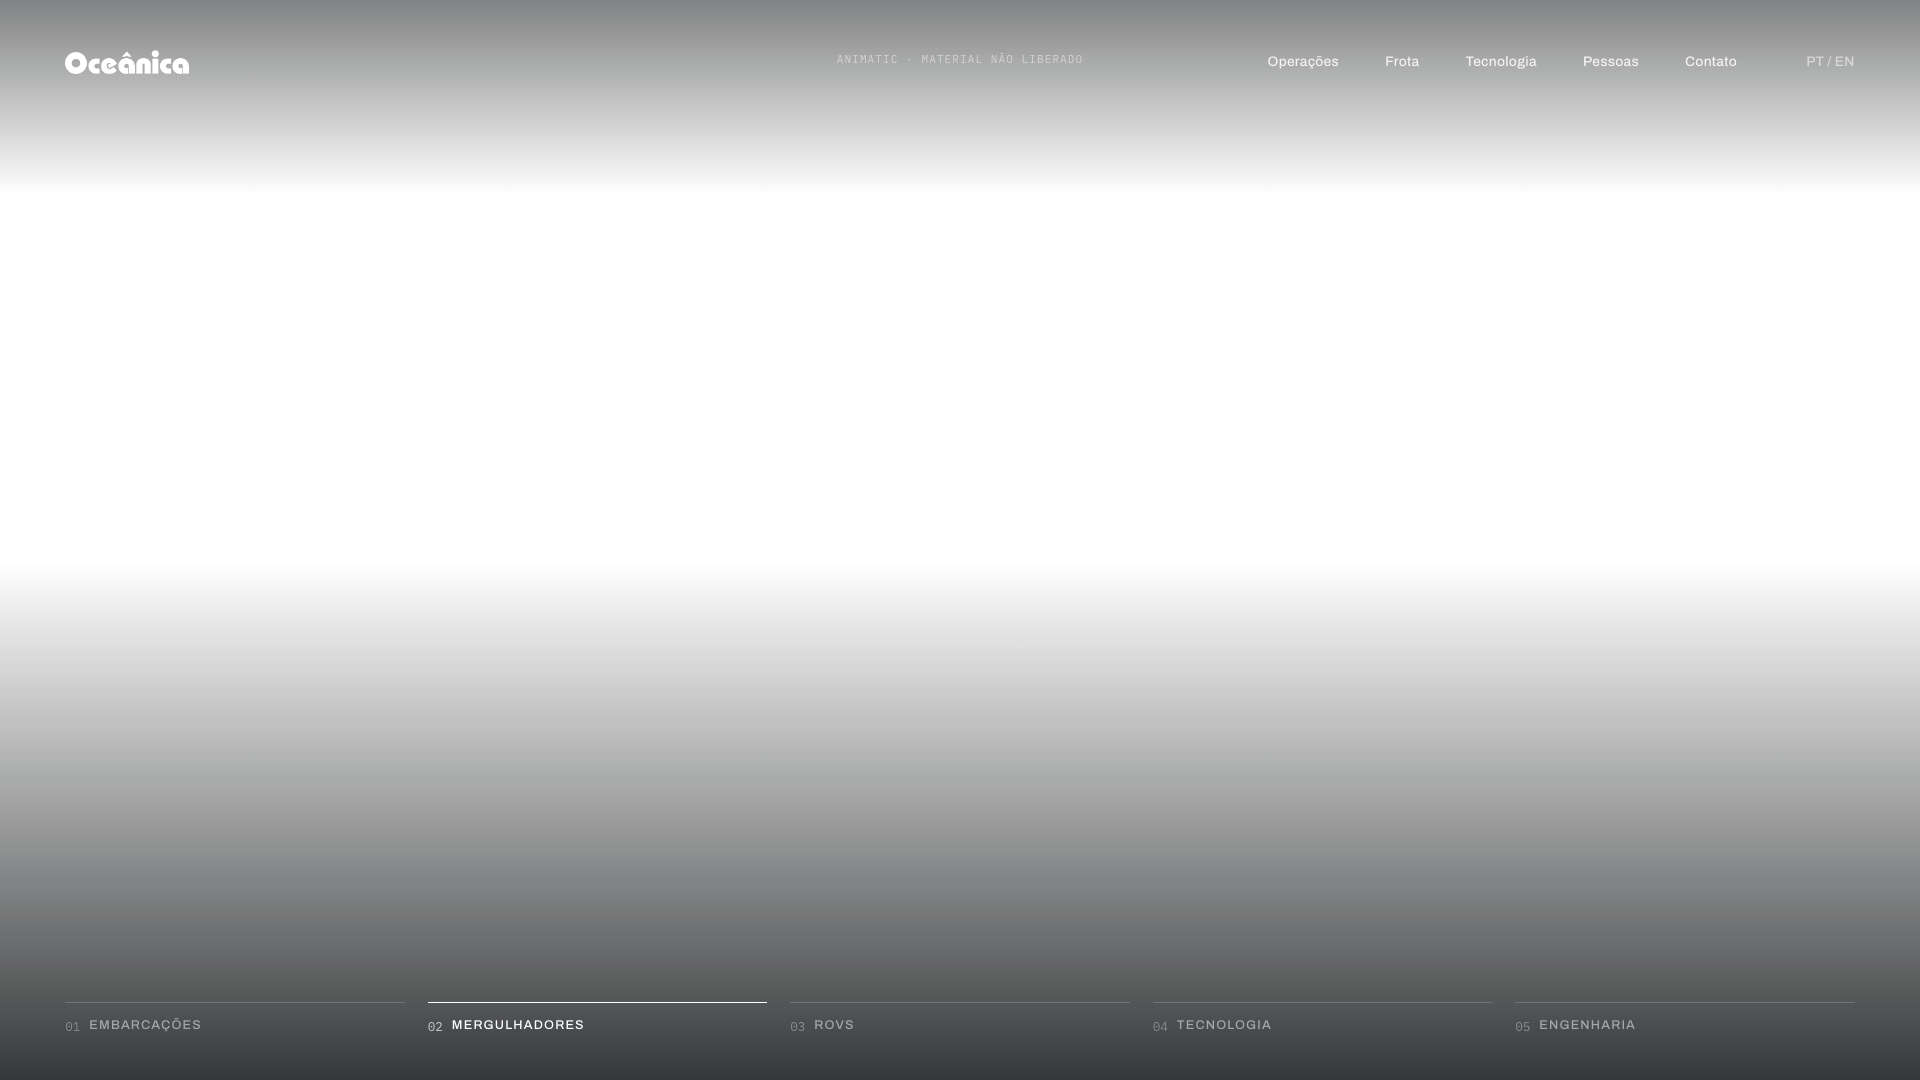 Oceânica
ANIMATIC · MATERIAL NÃO LIBERADO
Operações
Frota
Tecnologia
Pessoas
Contato
PT / EN
01 EMBARCAÇÕES
02 MERGULHADORES
03 ROVS
04 TECNOLOGIA
05 ENGENHARIA